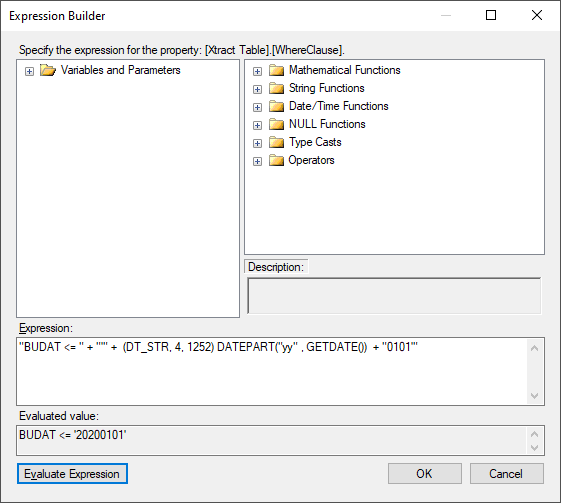 Expression Builder
Specify the expression for the property: [Xtract Table].[WhereClause].
Variables and Parameters
Mathematical Functions
String Functions
Date/Time Functions
NULL Functions
Type Casts
Operators
Description:
Expression:
"BUDAT <= " + "'" + (DT_STR, 4, 1252) DATEPART("yy" , GETDATE()) + "0101'"
Evaluated value:
BUDAT <= '20200101'
Evaluate Expression
OK
Cancel